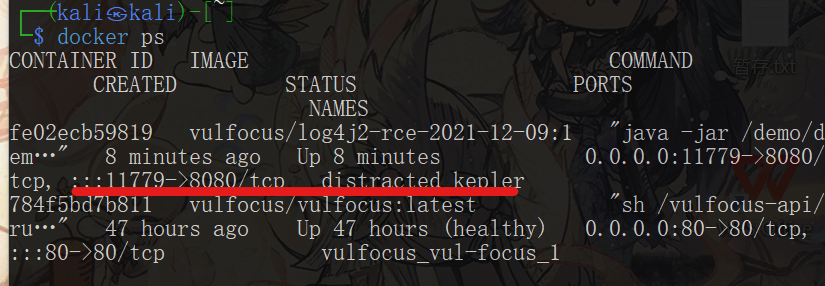 (kali㉿kali)-[~]
$ docker ps
CONTAINER ID   IMAGE                                COMMAND
CREATED             STATUS                        PORTS
NAMES
fe02ecb59819   vulfocus/log4j2-rce-2021-12-09:1   "java -jar /demo/d
em…"   8 minutes ago   Up 8 minutes             0.0.0.0:11779->8080/
tcp, :::11779->8080/tcp   distracted_kepler
784f5bd7b811   vulfocus/vulfocus:latest           "sh /vulfocus-api/
ru…"   47 hours ago    Up 47 hours (healthy)   0.0.0.0:80->80/tcp,
:::80->80/tcp             vulfocus_vul-focus_1
暂存.txt